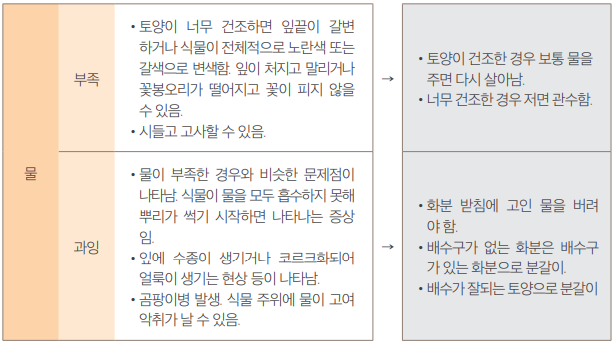 물
부족
• 토양이 너무 건조하면 잎끝이 갈변
하거나 식물이 전체적으로 노란색 또는
갈색으로 변색함. 잎이 처지고 말리거나
꽃봉오리가 떨어지고 꽃이 피지 않을
수 있음.
• 시들고 고사할 수 있음.
→
• 토양이 건조한 경우 보통 물을
주면 다시 살아남.
• 너무 건조한 경우 저면 관수함.
과잉
• 물이 부족한 경우와 비슷한 문제점이
나타남. 식물이 물을 모두 흡수하지 못해
뿌리가 썩기 시작하면 나타나는 증상
임.
• 잎에 수종이 생기거나 코르크화되어
얼룩이 생기는 현상 등이 나타남.
• 곰팡이병 발생. 식물 주위에 물이 고여
악취가 날 수 있음.
→
• 화분 받침에 고인 물을 버려
야 함.
• 배수구가 없는 화분은 배수구
가 있는 화분으로 분갈이.
• 배수가 잘되는 토양으로 분갈이